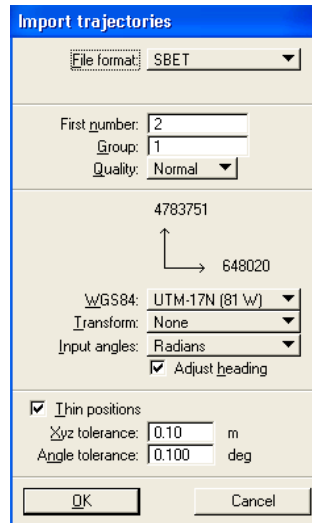 Import trajectories
File format: SBET
First number: 2
Group: 1
Quality: Normal
4783751
648020
WGS84: UTM-17N (81 W)
Transform: None
Input angles: Radians
Adjust heading
Thin positions
Xyz tolerance: 0.10 m
Angle tolerance: 0.100 deg
OK Cancel